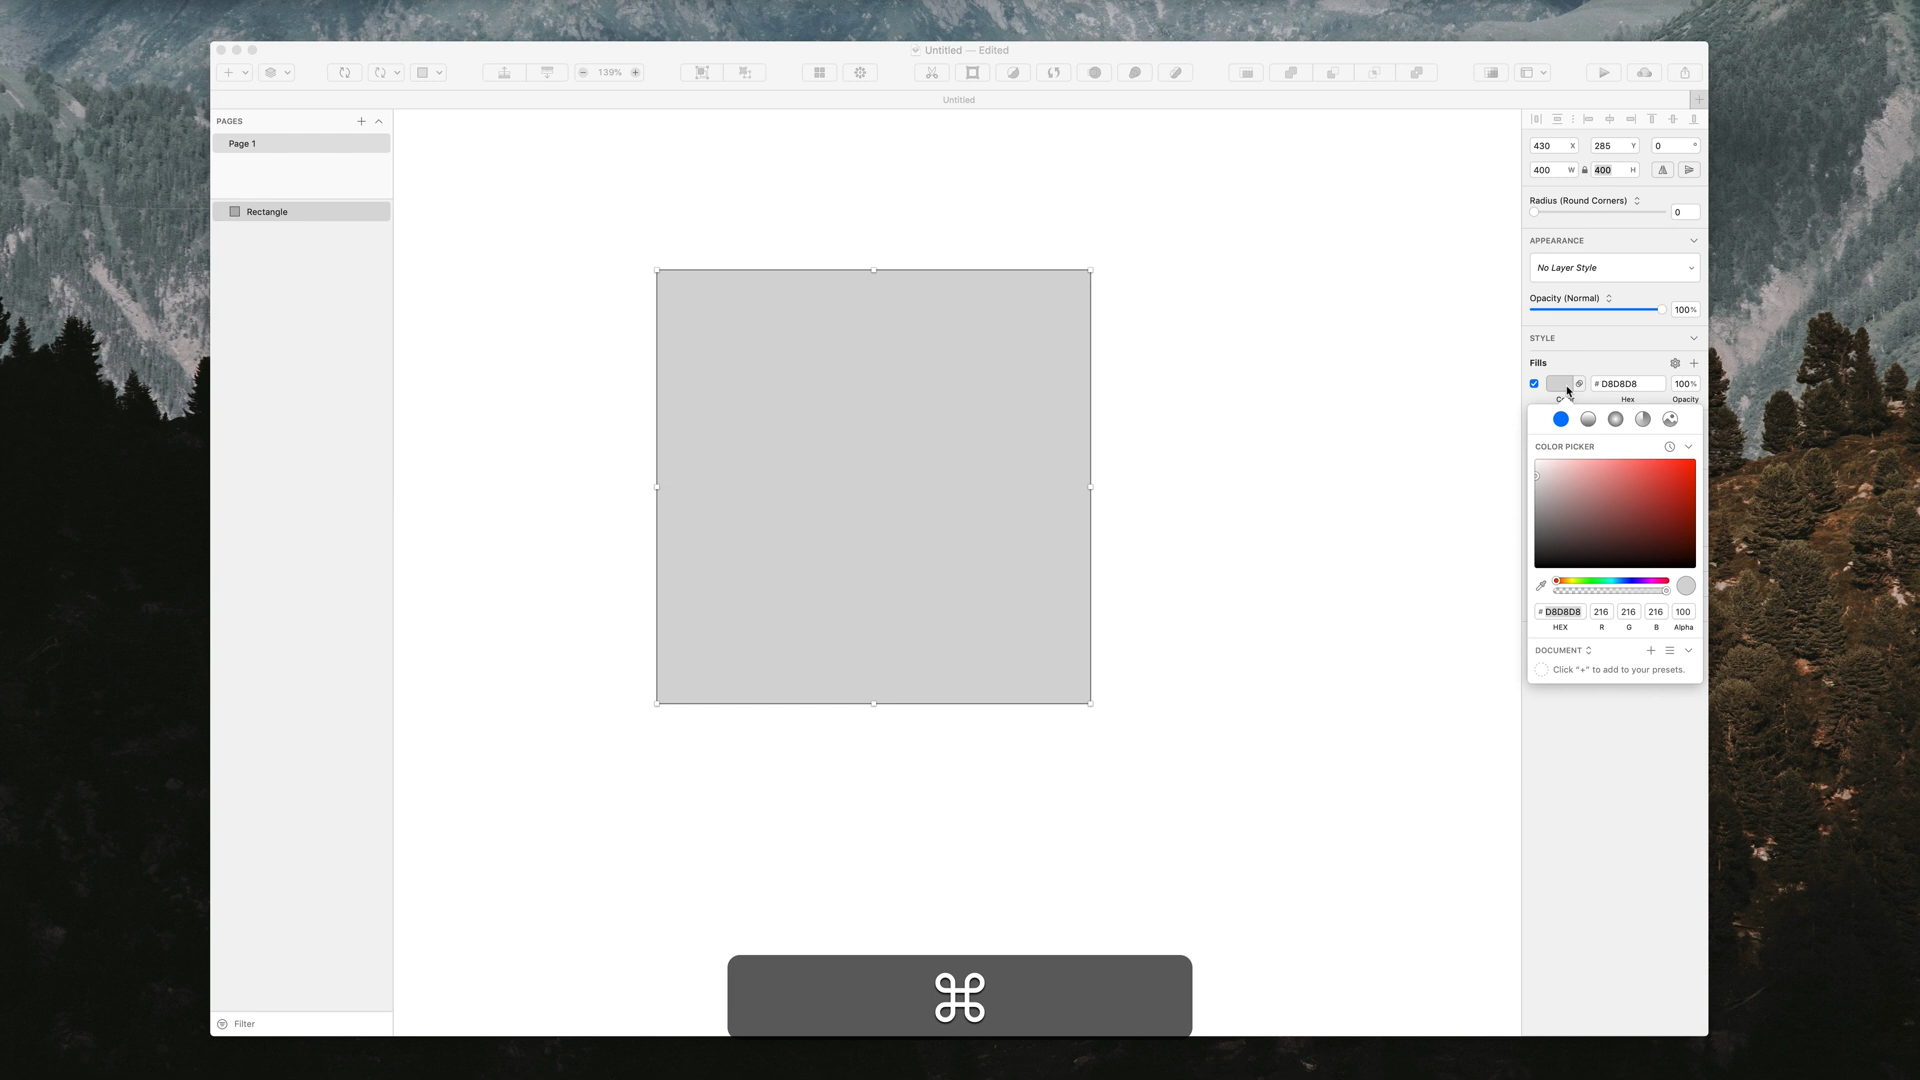 Untitled — Edited
139%
Untitled
PAGES
Page 1
Rectangle
Filter
430 X 285 Y 0 °
400 W 400 H
Radius (Round Corners)
0
APPEARANCE
No Layer Style
Opacity (Normal)
100%
STYLE
Fills
# D8D8D8 100%
Hex Opacity
COLOR PICKER
# D8D8D8 216 216 216 100
HEX R G B Alpha
DOCUMENT
Click “+” to add to your presets.
⌘